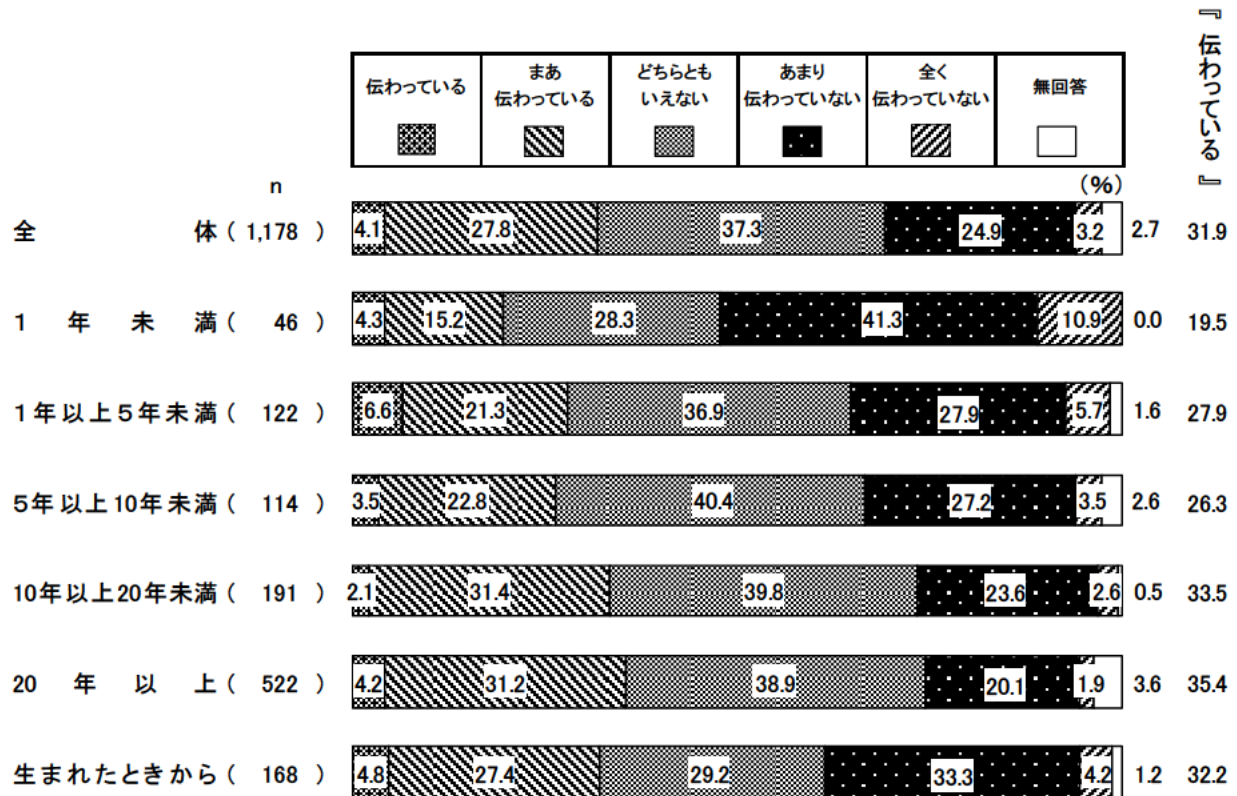 『伝わっている』
伝わっている まあ伝わっている どちらともいえない あまり伝わっていない 全く伝わっていない 無回答
n (%)
全体( 1,178 ) 4.1 27.8 37.3 24.9 3.2 2.7 31.9
1年未満( 46 ) 4.3 15.2 28.3 41.3 10.9 0.0 19.5
1年以上5年未満( 122 ) 6.6 21.3 36.9 27.9 5.7 1.6 27.9
5年以上10年未満( 114 ) 3.5 22.8 40.4 27.2 3.5 2.6 26.3
10年以上20年未満( 191 ) 2.1 31.4 39.8 23.6 2.6 0.5 33.5
20年以上( 522 ) 4.2 31.2 38.9 20.1 1.9 3.6 35.4
生まれたときから( 168 ) 4.8 27.4 29.2 33.3 4.2 1.2 32.2